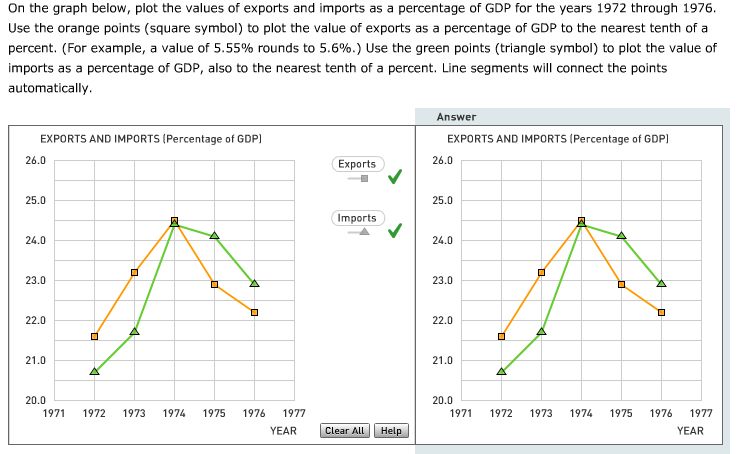 On the graph below, plot the values of exports and imports as a percentage of GDP for the years 1972 through 1976.
Use the orange points (square symbol) to plot the value of exports as a percentage of GDP to the nearest tenth of a
percent. (For example, a value of 5.55% rounds to 5.6%.) Use the green points (triangle symbol) to plot the value of
imports as a percentage of GDP, also to the nearest tenth of a percent. Line segments will connect the points
automatically.
Answer
EXPORTS AND IMPORTS (Percentage of GDP)
26.0
25.0
24.0
23.0
22.0
21.0
20.0
1971 1972 1973 1974 1975 1976 1977
YEAR
Exports
Imports
Clear All Help
EXPORTS AND IMPORTS (Percentage of GDP)
26.0
25.0
24.0
23.0
22.0
21.0
20.0
1971 1972 1973 1974 1975 1976 1977
YEAR